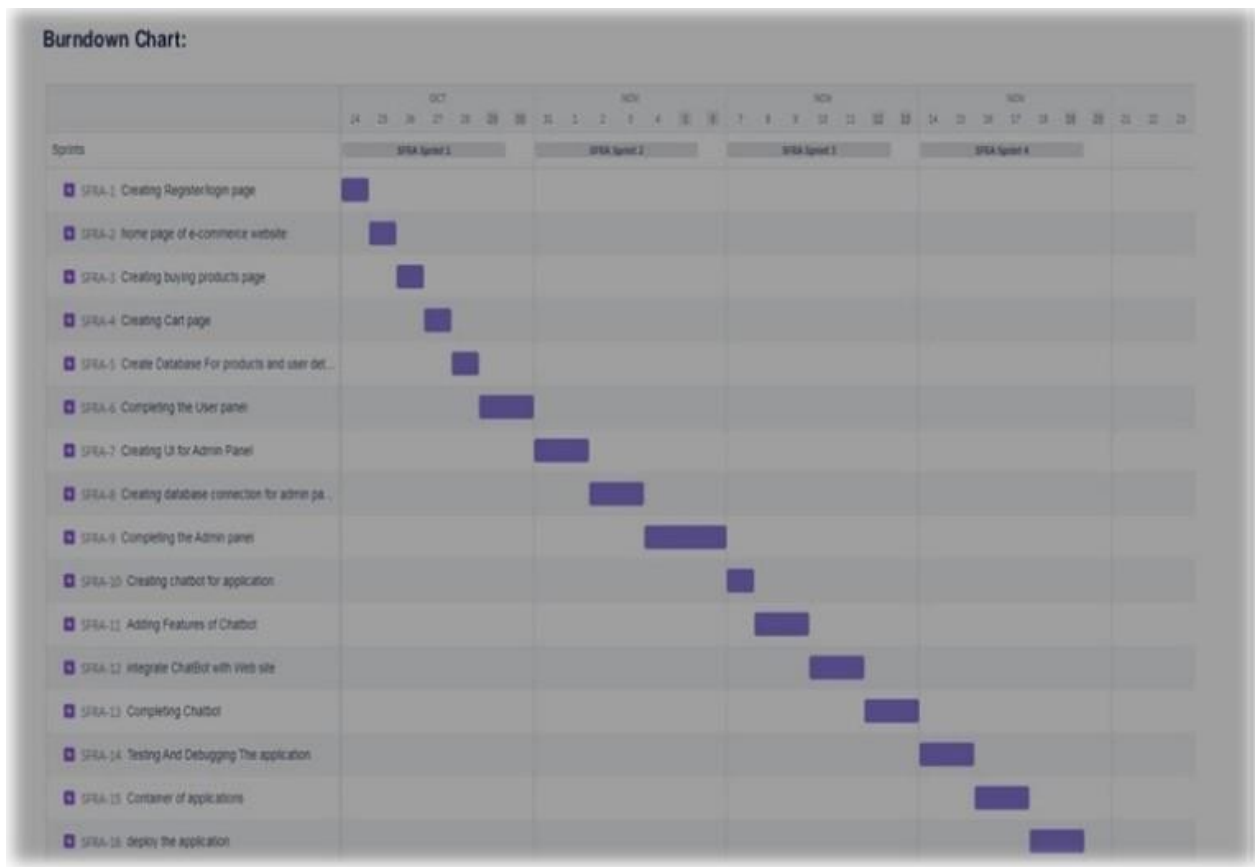 Burndown Chart:
OCT NOV NOV NOV
24 25 26 27 28 29 30 31 1 2 3 4 5 6 7 8 9 10 11 12 13 14 15 16 17 18 19 20 21 22 23
Sprints SFRA Sprint 1 SFRA Sprint 2 SFRA Sprint 3 SFRA Sprint 4
SFRA-1 Creating Register/login page
SFRA-2 home page of e-commerce website
SFRA-3 Creating buying products page
SFRA-4 Creating Cart page
SFRA-5 Create Database For products and user det...
SFRA-6 Completing the User panel
SFRA-7 Creating UI for Admin Panel
SFRA-8 Creating database connection for admin pa...
SFRA-9 Completing the Admin panel
SFRA-10 Creating chatbot for application
SFRA-11 Adding Features of Chatbot
SFRA-12 integrate ChatBot with Web site
SFRA-13 Completing Chatbot
SFRA-14 Testing And Debugging The application
SFRA-15 Container of applications
SFRA-16 deploy the application